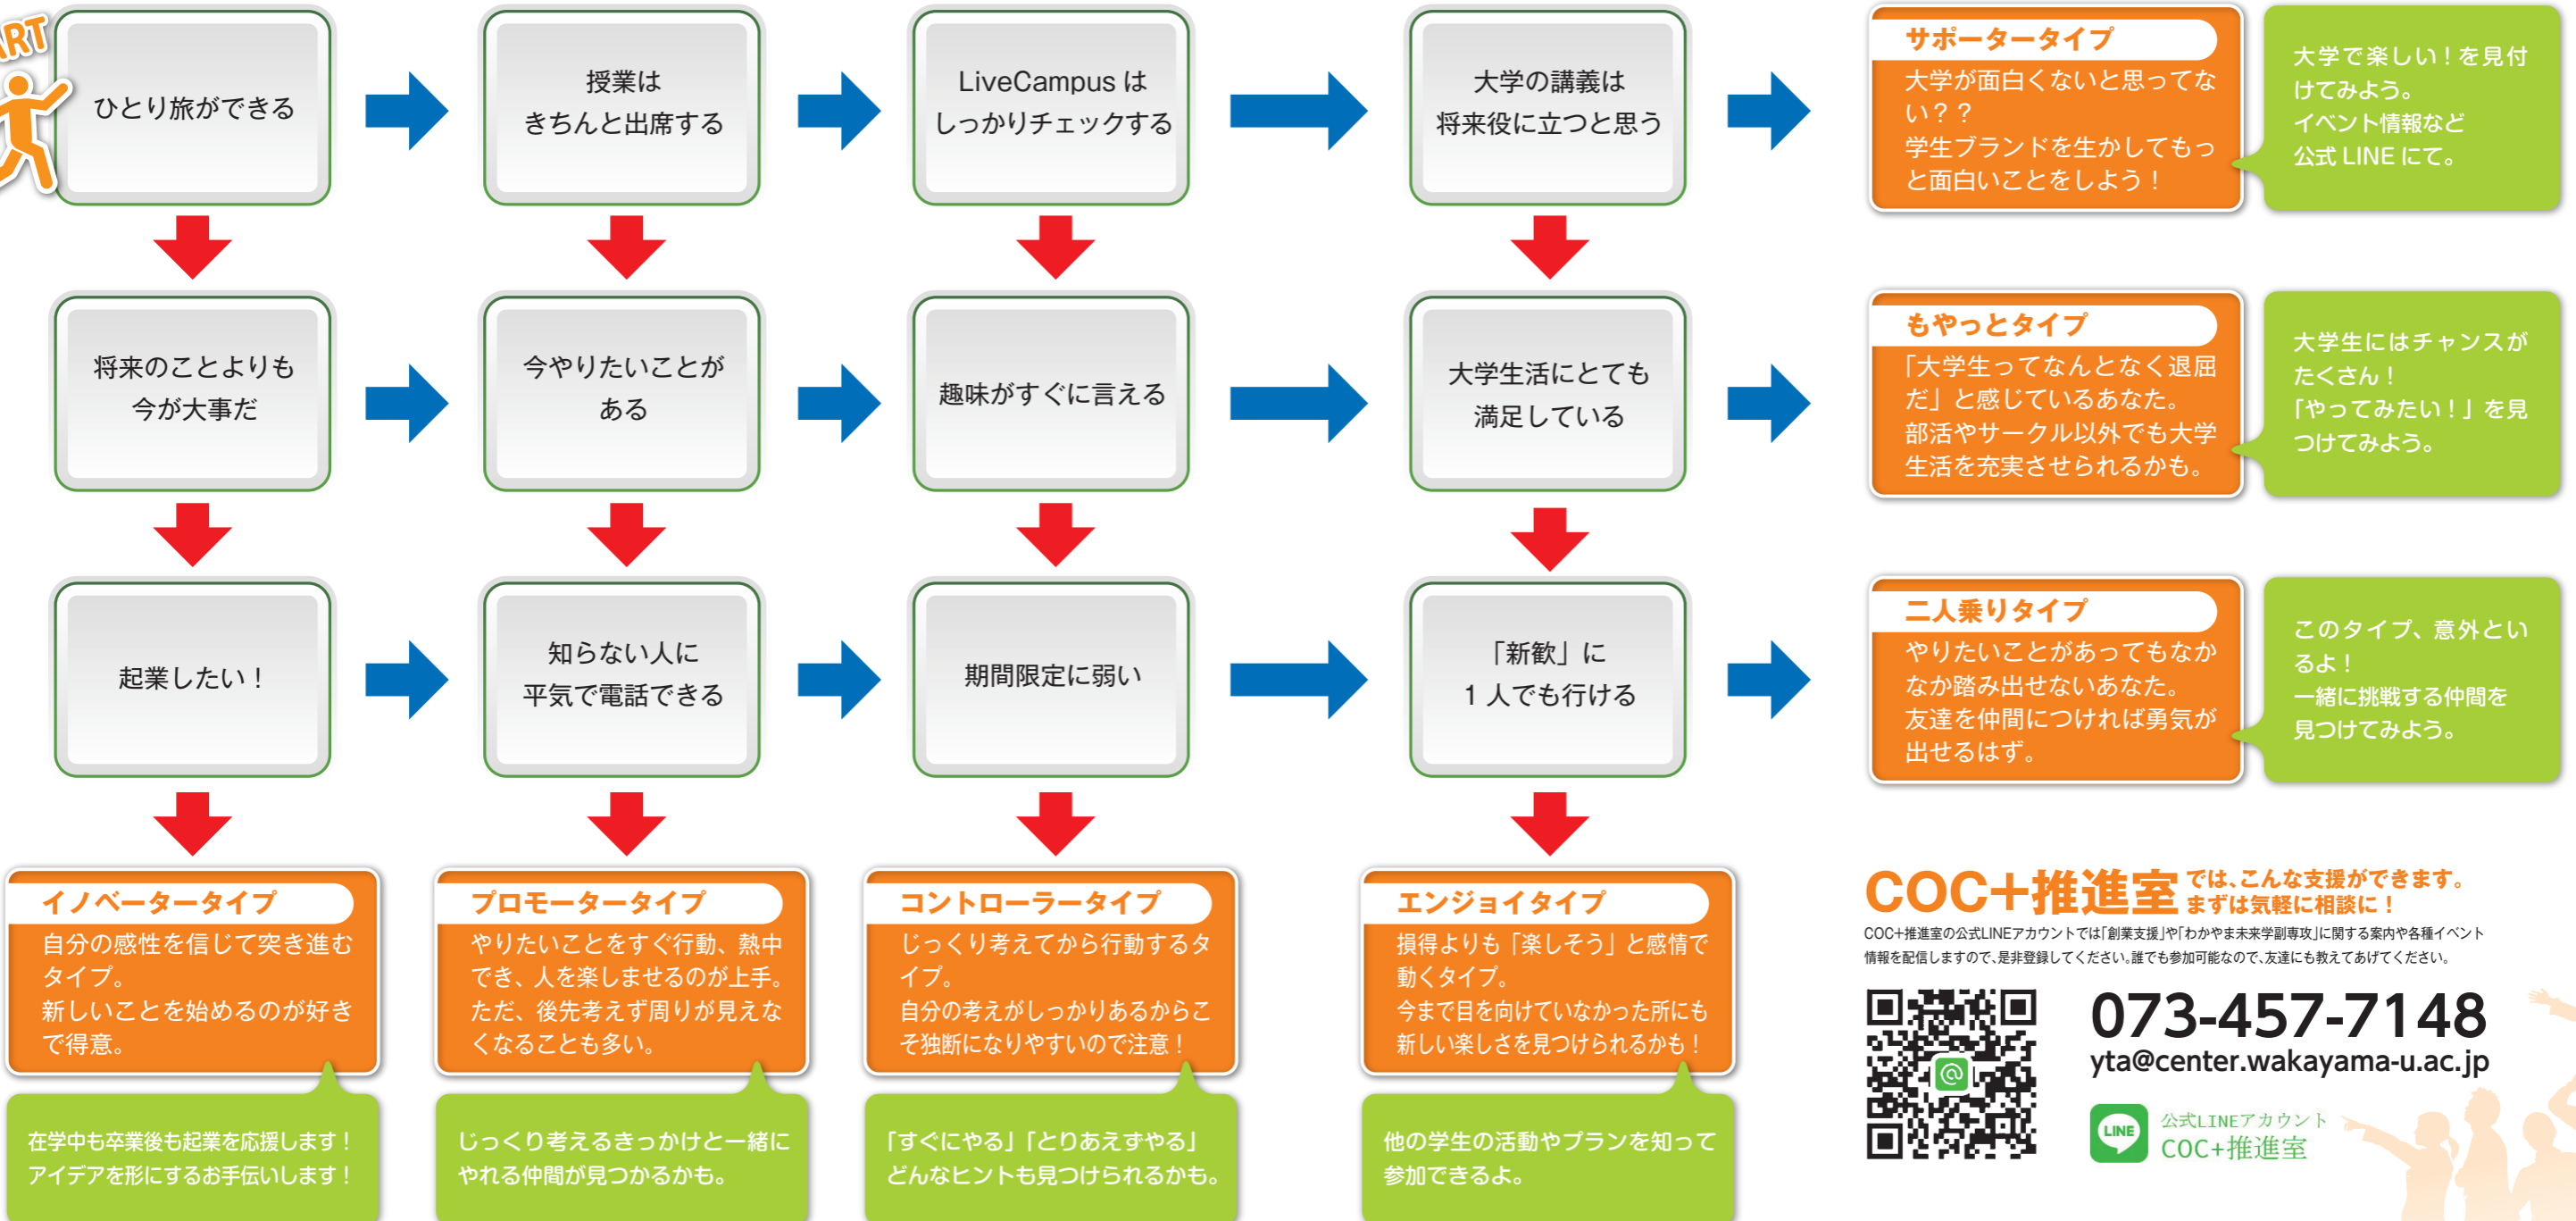 ART
ひとり旅ができる
授業は
きちんと出席する
LiveCampus は
しっかりチェックする
大学の講義は
将来役に立つと思う
サポータータイプ
大学が面白くないと思ってな
い？？
学生ブランドを生かしてもっ
と面白いことをしよう！
大学で楽しい！を見付
けてみよう。
イベント情報など
公式 LINE にて。
将来のことよりも
今が大事だ
今やりたいことが
ある
趣味がすぐに言える
大学生活にとても
満足している
もやっとタイプ
「大学生ってなんとなく退屈
だ」と感じているあなた。
部活やサークル以外でも大学
生活を充実させられるかも。
大学生にはチャンスが
たくさん！
「やってみたい！」を見
つけてみよう。
起業したい！
知らない人に
平気で電話できる
期間限定に弱い
「新歓」に
1 人でも行ける
二人乗りタイプ
やりたいことがあってもなか
なか踏み出せないあなた。
友達を仲間につければ勇気が
出せるはず。
このタイプ、意外とい
るよ！
一緒に挑戦する仲間を
見つけてみよう。
イノベータータイプ
自分の感性を信じて突き進む
タイプ。
新しいことを始めるのが好き
で得意。
在学中も卒業後も起業を応援します！
アイデアを形にするお手伝いします！
プロモータータイプ
やりたいことをすぐ行動、熱中
でき、人を楽しませるのが上手。
ただ、後先考えず周りが見えな
くなることも多い。
じっくり考えるきっかけと一緒に
やれる仲間が見つかるかも。
コントローラータイプ
じっくり考えてから行動するタ
イプ。
自分の考えがしっかりあるからこ
そ独断になりやすいので注意！
「すぐにやる」「とりあえずやる」
どんなヒントも見つけられるかも。
エンジョイタイプ
損得よりも「楽しそう」と感情で
動くタイプ。
今まで目を向けていなかった所にも
新しい楽しさを見つけられるかも！
他の学生の活動やプランを知って
参加できるよ。
COC+推進室 では、こんな支援ができます。
まずは気軽に相談に！
COC+推進室の公式LINEアカウントでは「創業支援」や「わかやま未来学副専攻」に関する案内や各種イベント
情報を配信しますので、是非登録してください。誰でも参加可能なので、友達にも教えてあげてください。
073-457-7148
yta@center.wakayama-u.ac.jp
LINE
公式LINEアカウント
COC+推進室